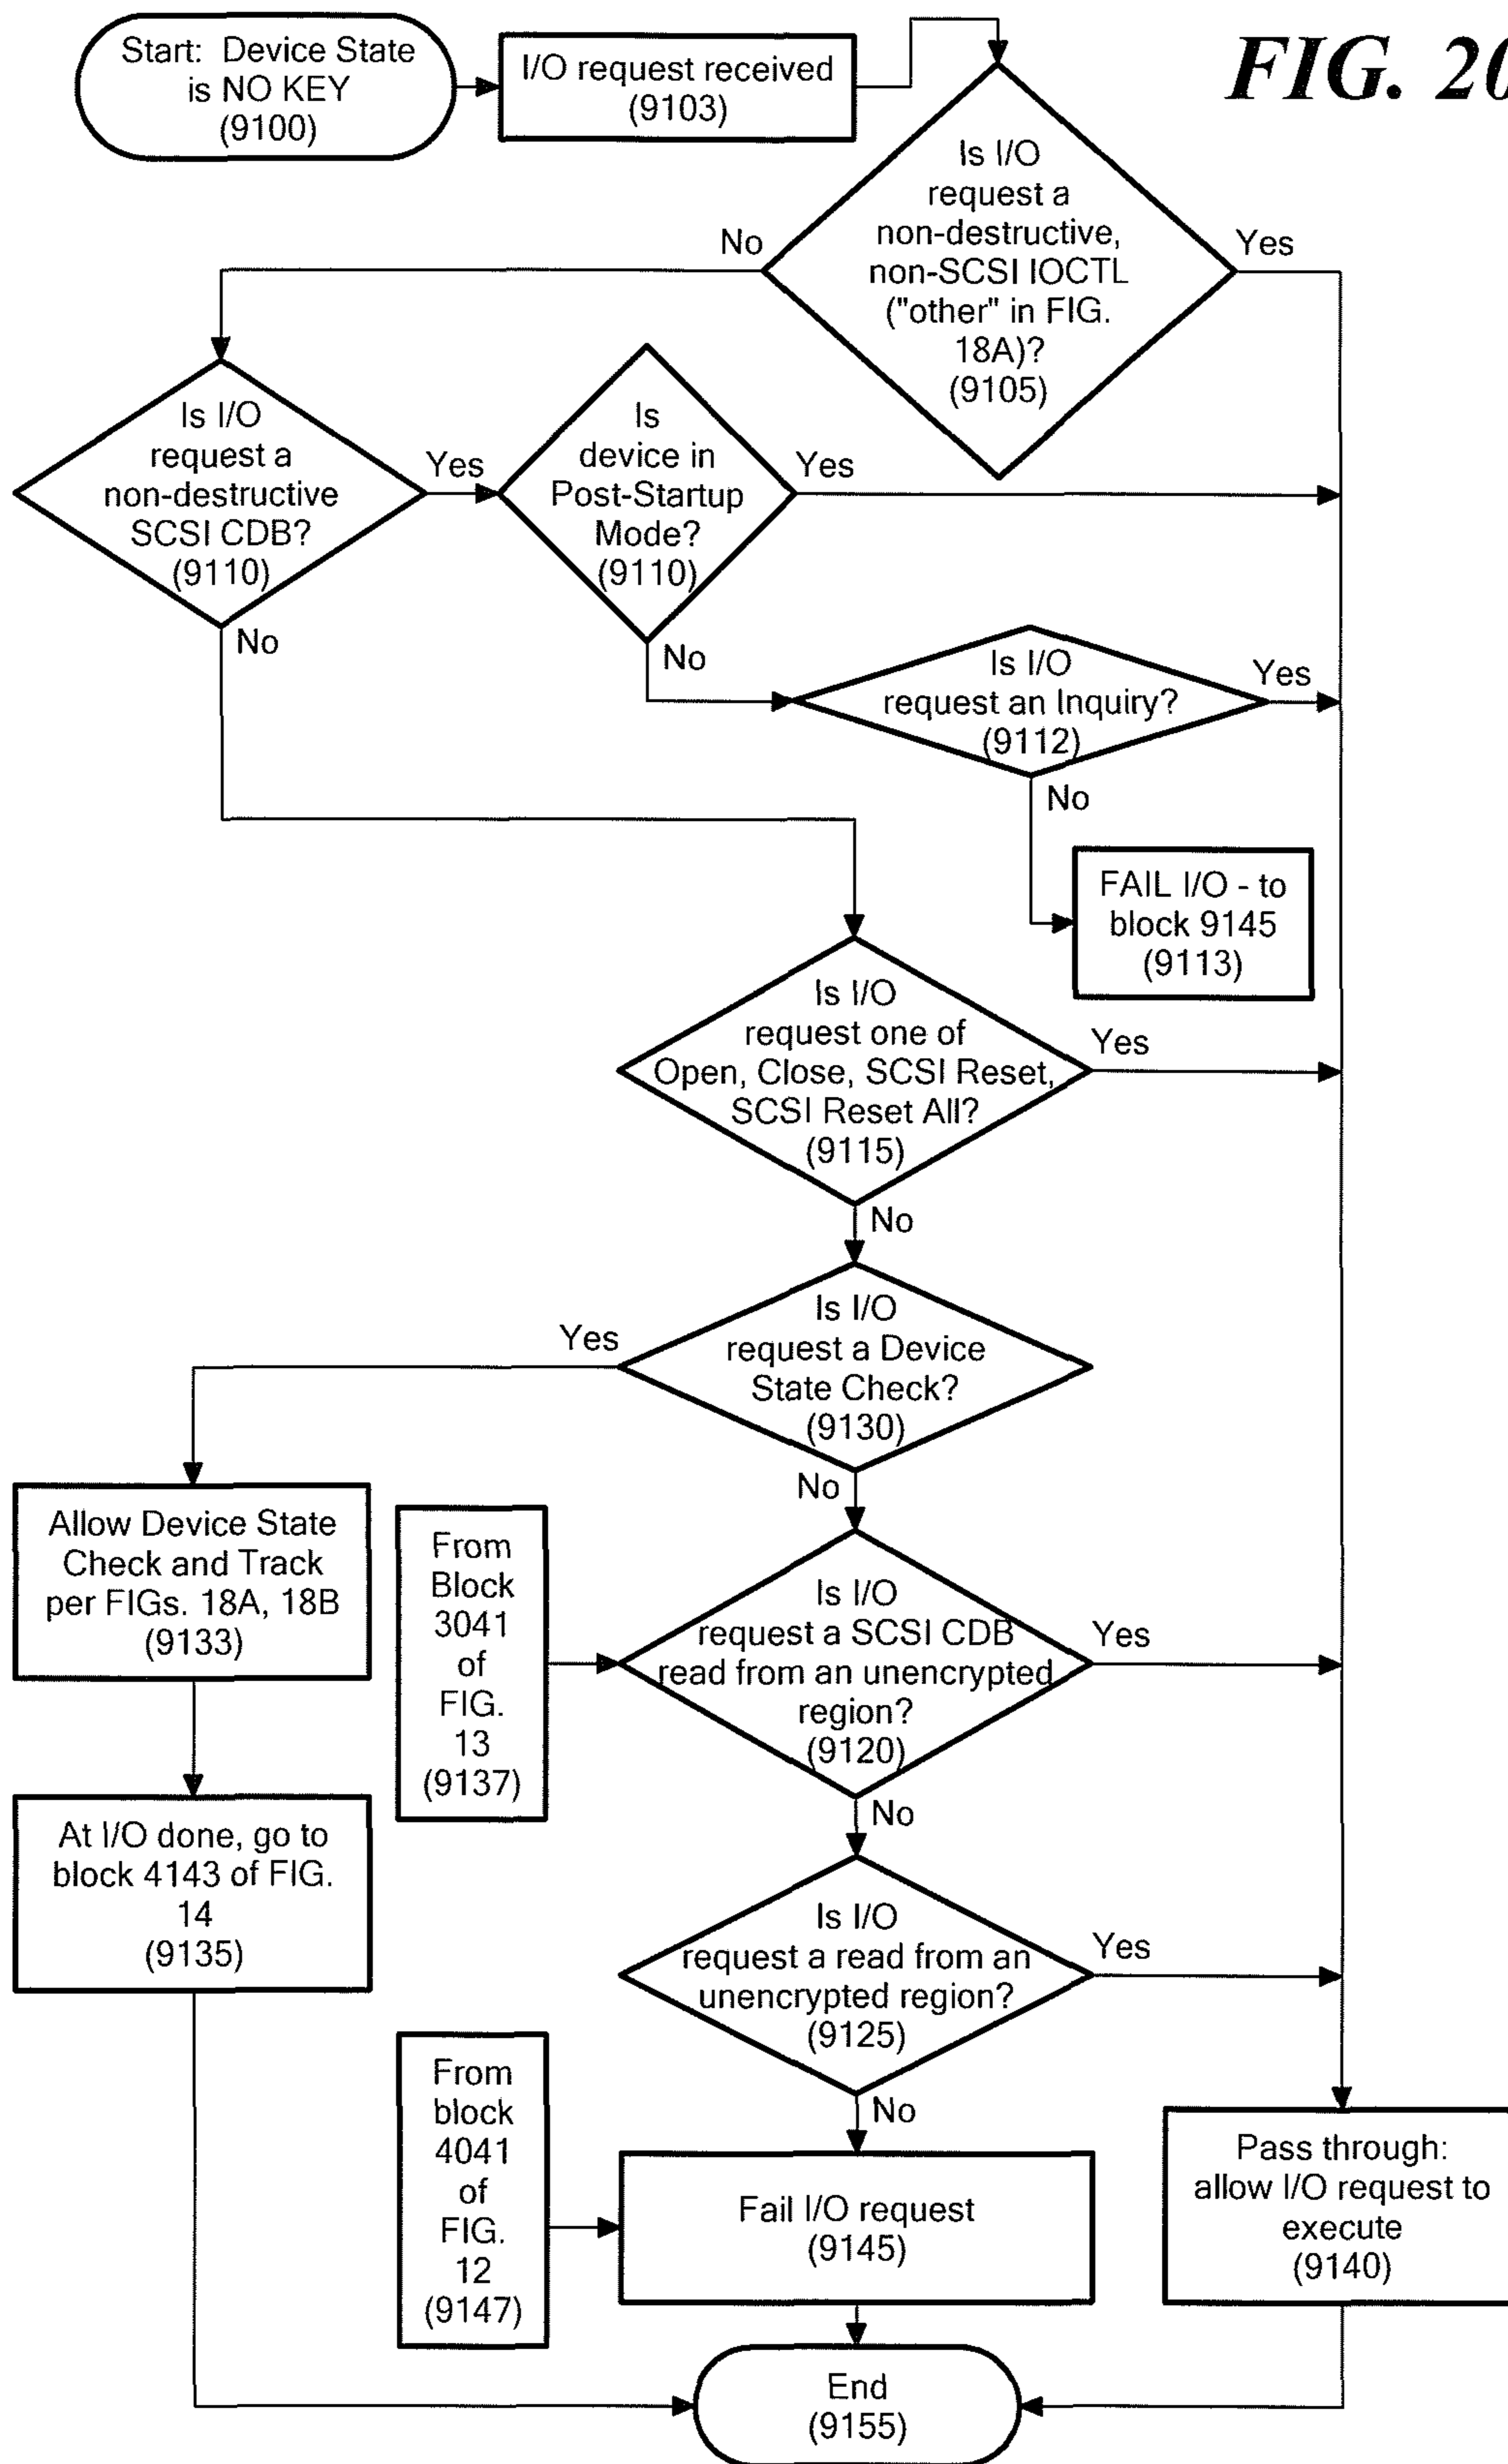 FIG. 20
Start: Device State
is NO KEY
(9100)
I/O request received
(9103)
Is I/O
request a
non-destructive,
non-SCSI IOCTL
("other" in FIG.
18A)?
(9105)
No
Yes
Is I/O
request a
non-destructive
SCSI CDB?
(9110)
Yes
No
Is
device in
Post-Startup
Mode?
(9110)
Yes
No
Is I/O
request an Inquiry?
(9112)
Yes
No
FAIL I/O - to
block 9145
(9113)
Is I/O
request one of
Open, Close, SCSI Reset,
SCSI Reset All?
(9115)
Yes
No
Is I/O
request a Device
State Check?
(9130)
Yes
No
Allow Device State
Check and Track
per FIGs. 18A, 18B
(9133)
At I/O done, go to
block 4143 of FIG.
14
(9135)
From
Block
3041
of
FIG.
13
(9137)
Is I/O
request a SCSI CDB
read from an unencrypted
region?
(9120)
Yes
No
Is I/O
request a read from an
unencrypted region?
(9125)
Yes
No
From
block
4041
of
FIG.
12
(9147)
Fail I/O request
(9145)
Pass through:
allow I/O request to
execute
(9140)
End
(9155)